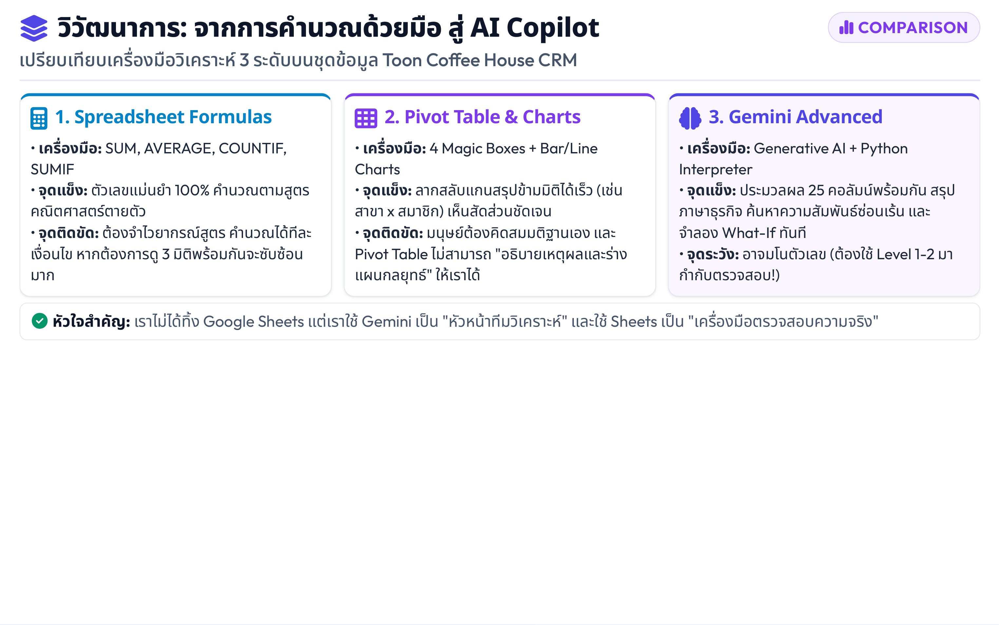 วิวัฒนาการ: จากการคำนวณด้วยมือ สู่ AI Copilot
COMPARISON
เปรียบเทียบเครื่องมือวิเคราะห์ 3 ระดับบนชุดข้อมูล Toon Coffee House CRM
1. Spreadsheet Formulas
• เครื่องมือ: SUM, AVERAGE, COUNTIF,
SUMIF
• จุดแข็ง: ตัวเลขแม่นยำ 100% คำนวณตามสูตร
คณิตศาสตร์ตายตัว
• จุดติดขัด: ต้องจำไวยากรณ์สูตร คำนวณได้ทีละ
เงื่อนไข หากต้องการดู 3 มิติพร้อมกันจะซับซ้อน
มาก
2. Pivot Table & Charts
• เครื่องมือ: 4 Magic Boxes + Bar/Line
Charts
• จุดแข็ง: ลากสลับแกนสรุปข้ามมิติได้เร็ว (เช่น
สาขา x สมาชิก) เห็นสัดส่วนชัดเจน
• จุดติดขัด: มนุษย์ต้องคิดสมมติฐานเอง และ
Pivot Table ไม่สามารถ "อธิบายเหตุผลและร่าง
แผนกลยุทธ์" ให้เราได้
3. Gemini Advanced
• เครื่องมือ: Generative AI + Python
Interpreter
• จุดแข็ง: ประมวลผล 25 คอลัมน์พร้อมกัน สรุป
ภาษาธุรกิจ ค้นหาความสัมพันธ์ซ่อนเร้น และ
จำลอง What-If ทันที
• จุดระวัง: อาจมโนตัวเลข (ต้องใช้ Level 1-2 มา
กำกับตรวจสอบ!)
หัวใจสำคัญ: เราไม่ได้ทิ้ง Google Sheets แต่เราใช้ Gemini เป็น "หัวหน้าทีมวิเคราะห์" และใช้ Sheets เป็น "เครื่องมือตรวจสอบความจริง"